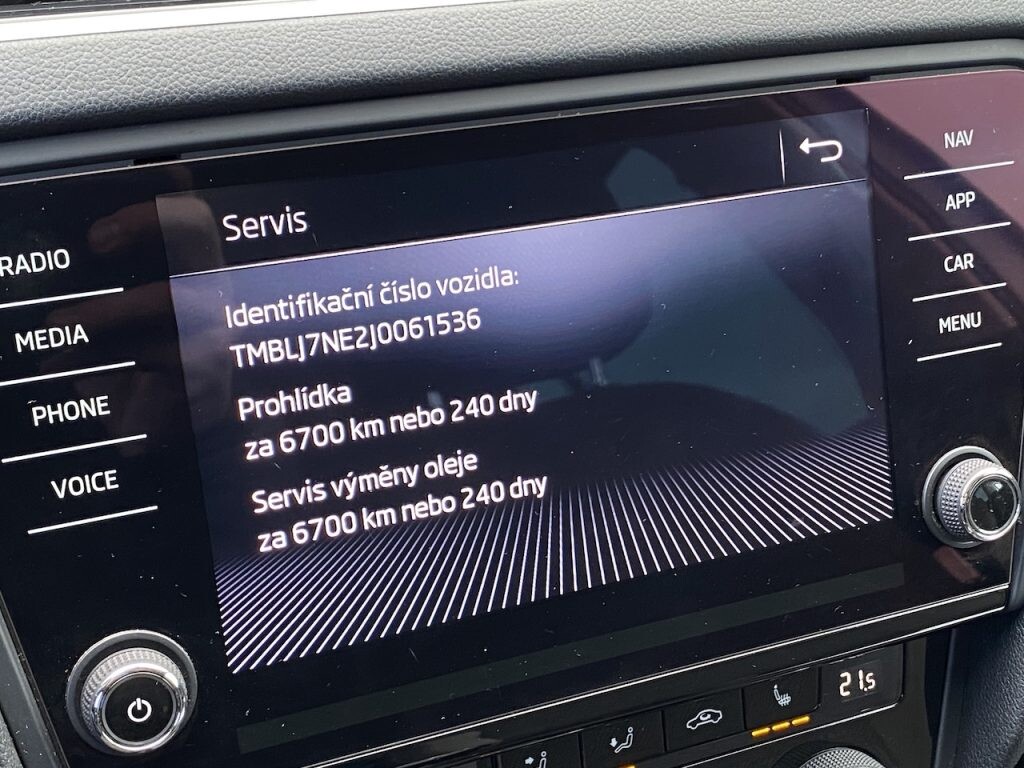 Servis
Identifikační číslo vozidla:
TMBLJ7NE2J0061536
Prohlídka
za 6700 km nebo 240 dny
Servis výměny oleje
za 6700 km nebo 240 dny
RADIO
MEDIA
PHONE
VOICE
NAV
APP
CAR
MENU
21.5